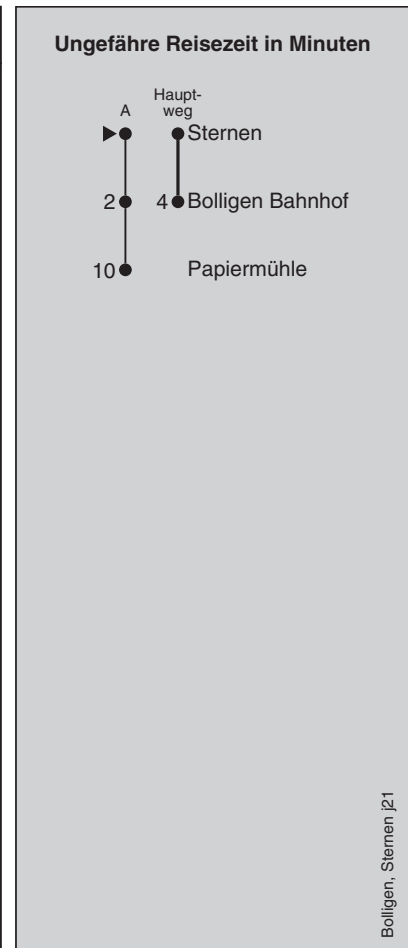 Ungefähre Reisezeit in Minuten
A
Haupt-
weg
Sternen
2 4 Bolligen Bahnhof
10 Papiermühle
Bolligen, Sternen j21